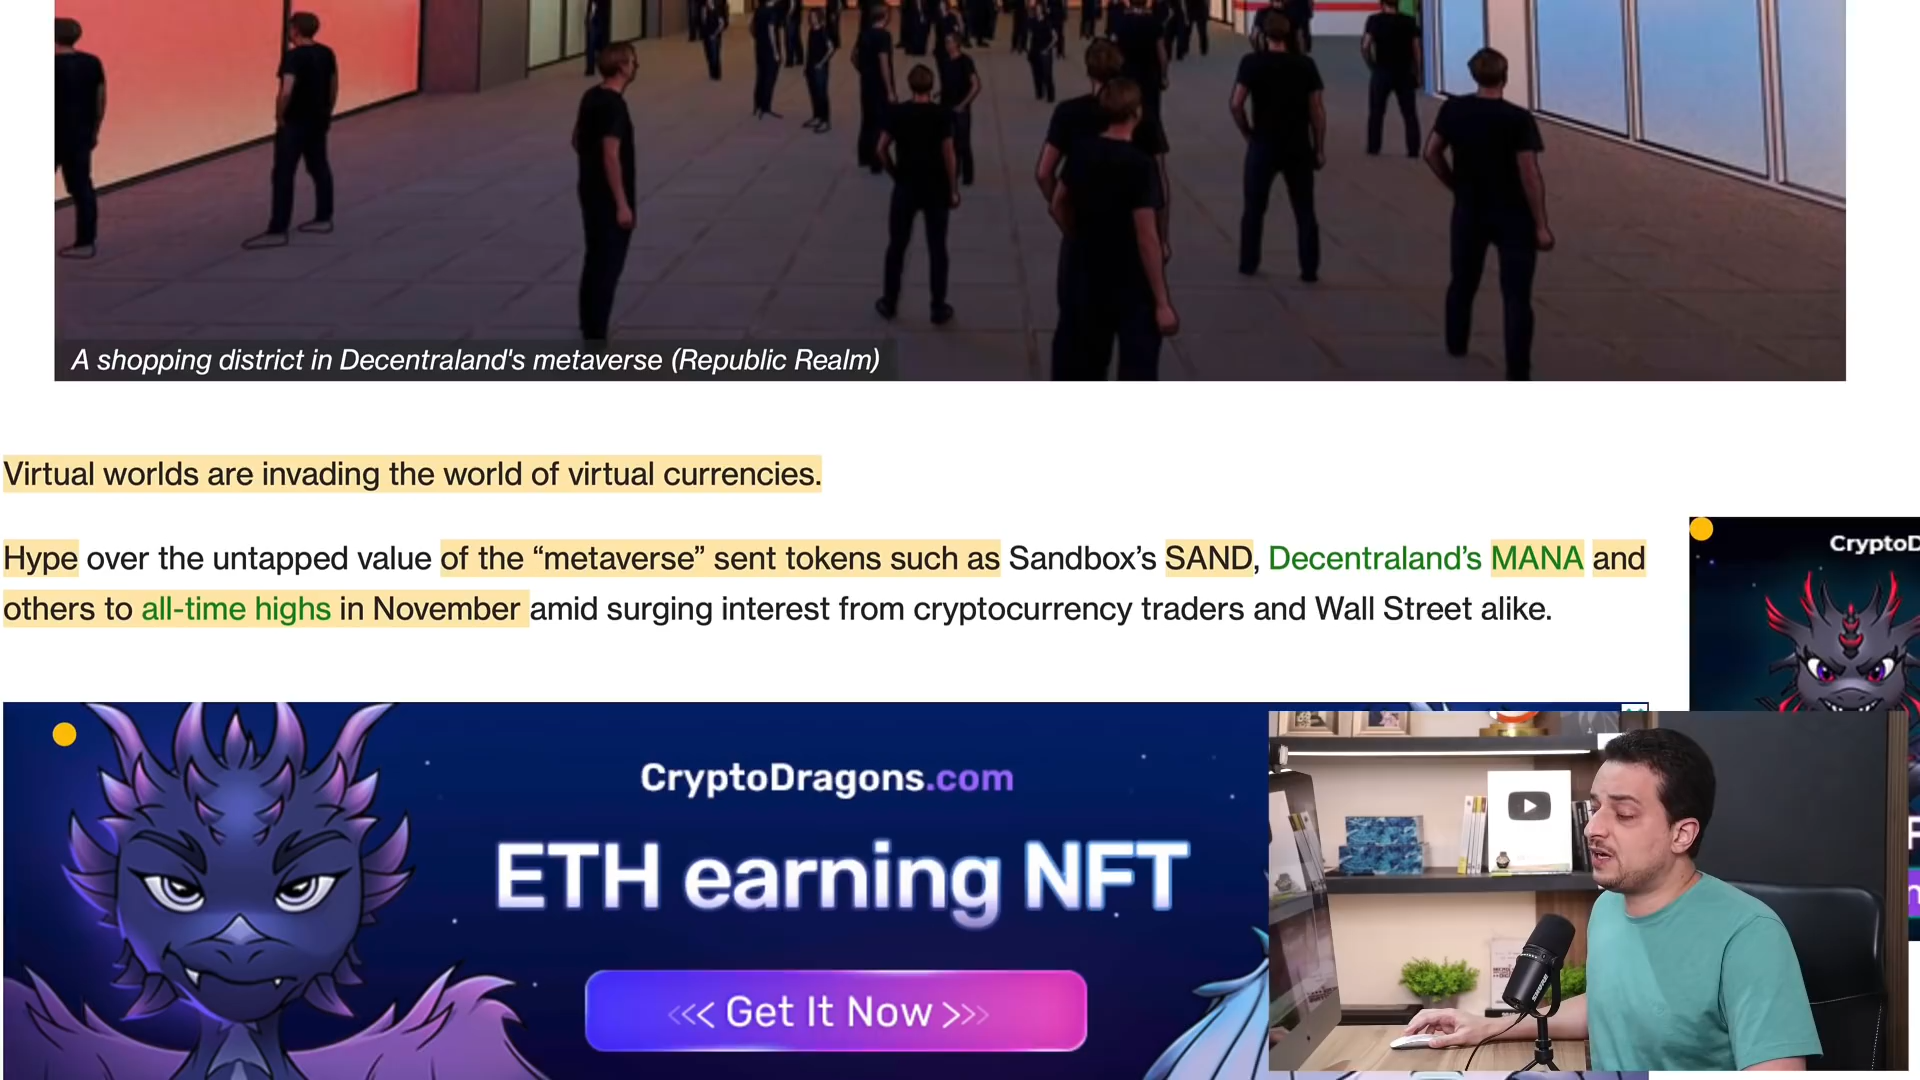 A shopping district in Decentraland's metaverse (Republic Realm)
Virtual worlds are invading the world of virtual currencies.
Hype over the untapped value of the “metaverse” sent tokens such as Sandbox’s SAND, Decentraland’s MANA and
others to all-time highs in November amid surging interest from cryptocurrency traders and Wall Street alike.
CryptoD
CryptoDragons.com
ETH earning NFT
<<< Get It Now >>>